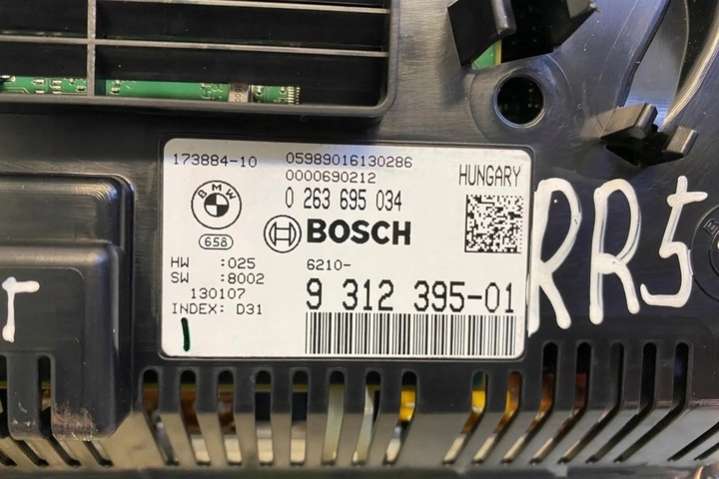 173884-10 05989016130286
0000690212
0 263 695 034
HUNGARY
BMW
658
BOSCH
HW :025
SW :8002
130107
INDEX: D31
6210-
9 312 395-01
RR5